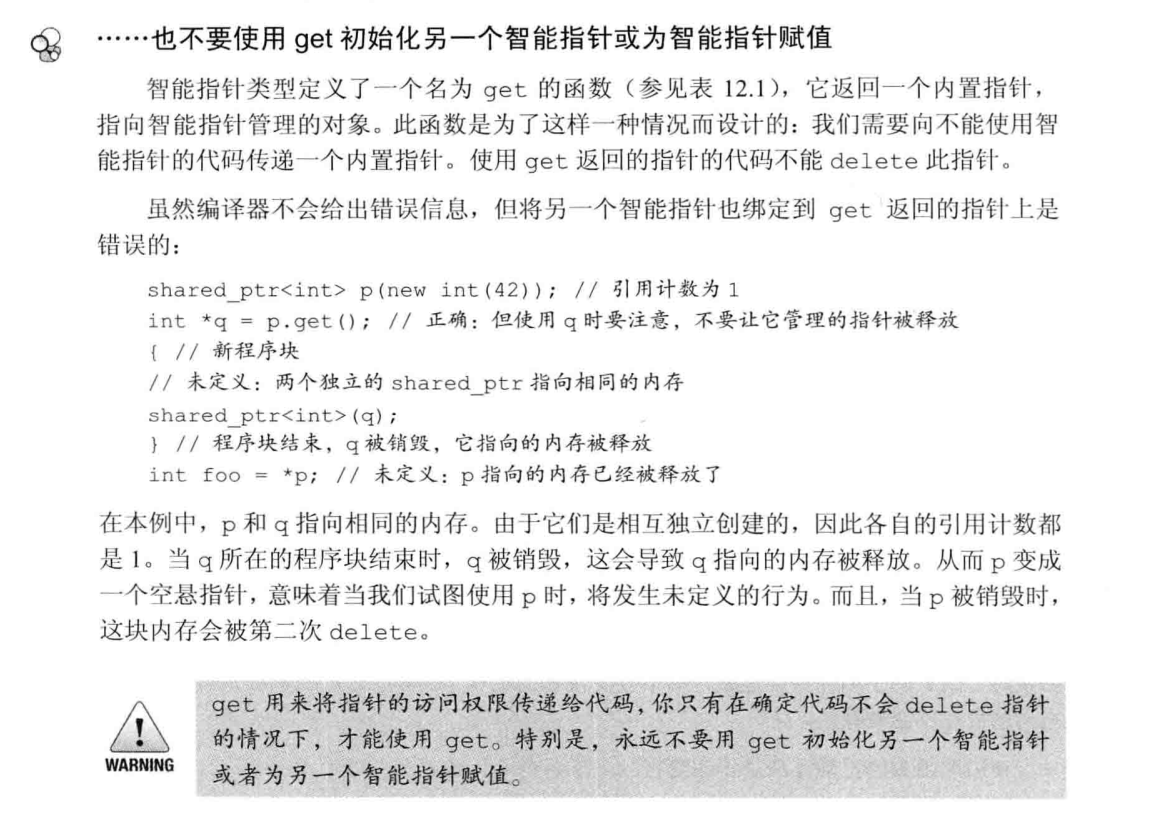 ……也不要使用 get 初始化另一个智能指针或为智能指针赋值
智能指针类型定义了一个名为 get 的函数（参见表 12.1），它返回一个内置指针，
指向智能指针管理的对象。此函数是为了这样一种情况而设计的：我们需要向不能使用智
能指针的代码传递一个内置指针。使用 get 返回的指针的代码不能 delete 此指针。
虽然编译器不会给出错误信息，但将另一个智能指针也绑定到 get 返回的指针上是
错误的：
shared_ptr<int> p(new int(42)); // 引用计数为 1
int *q = p.get(); // 正确：但使用 q 时要注意，不要让它管理的指针被释放
{ // 新程序块
// 未定义：两个独立的 shared_ptr 指向相同的内存
shared_ptr<int>(q);
} // 程序块结束，q 被销毁，它指向的内存被释放
int foo = *p; // 未定义：p 指向的内存已经被释放了
在本例中，p 和 q 指向相同的内存。由于它们是相互独立创建的，因此各自的引用计数都
是 1。当 q 所在的程序块结束时，q 被销毁，这会导致 q 指向的内存被释放。从而 p 变成
一个空悬指针，意味着当我们试图使用 p 时，将发生未定义的行为。而且，当 p 被销毁时，
这块内存会被第二次 delete。
get 用来将指针的访问权限传递给代码，你只有在确定代码不会 delete 指针
的情况下，才能使用 get。特别是，永远不要用 get 初始化另一个智能指针
或者为另一个智能指针赋值。
WARNING